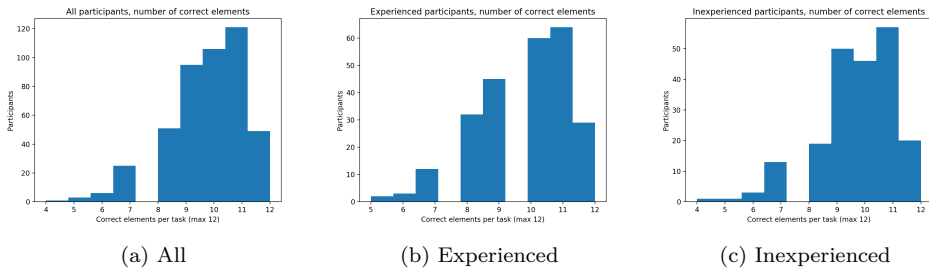 All participants, number of correct elements
Participants
120
100
80
60
40
20
0
4 5 6 7 8 9 10 11 12
Correct elements per task (max 12)
(a) All
Experienced participants, number of correct elements
Participants
60
50
40
30
20
10
0
5 6 7 8 9 10 11 12
Correct elements per task (max 12)
(b) Experienced
Inexperienced participants, number of correct elements
Participants
50
40
30
20
10
0
4 5 6 7 8 9 10 11 12
Correct elements per task (max 12)
(c) Inexperienced